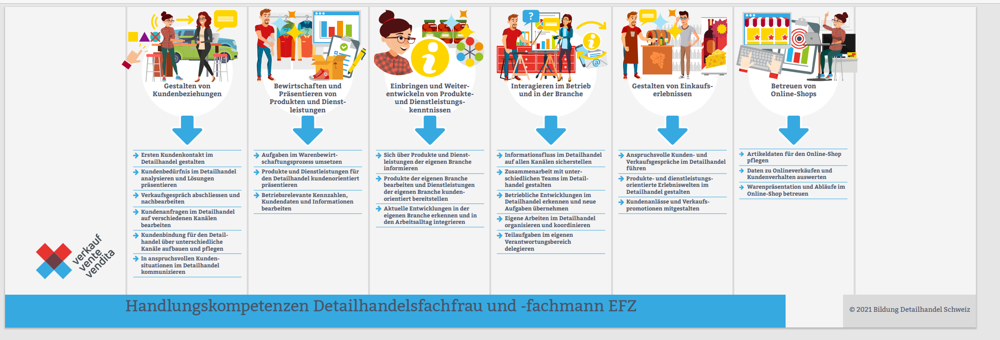 Gestalten von
Kundenbeziehungen
Ersten Kundenkontakt im
Detailhandel gestalten
Kundenbedürfnis im Detailhandel
analysieren und Lösungen
präsentieren
Verkaufsgespräch abschliessen und
nachbearbeiten
Kundenanfragen im Detailhandel
auf verschiedenen Kanälen
bearbeiten
Kundenbindung für den Detail-
handel über unterschiedliche
Kanäle aufbauen und pflegen
In anspruchsvollen Kunden-
situationen im Detailhandel
kommunizieren
Bewirtschaften und
Präsentieren von
Produkten und Dienst-
leistungen
Aufgaben im Warenbewirt-
schaftungsprozess umsetzen
Produkte und Dienstleistungen für
den Detailhandel kundenorientiert
präsentieren
Betriebsrelevante Kennzahlen,
Kundendaten und Informationen
bearbeiten
i
Einbringen und Weiter-
entwickeln von Produkte-
und Dienstleistungs-
kenntnissen
Sich über Produkte und Dienst-
leistungen der eigenen Branche
informieren
Produkte der eigenen Branche
bearbeiten und Dienstleistungen
der eigenen Branche kunden-
orientiert bereitstellen
Aktuelle Entwicklungen in der
eigenen Branche erkennen und in
den Arbeitsalltag integrieren
?
i
@
Interagieren im Betrieb
und in der Branche
Informationsfluss im Detailhandel
auf allen Kanälen sicherstellen
Zusammenarbeit mit unter-
schiedlichen Teams im Detail-
handel gestalten
Betriebliche Entwicklungen im
Detailhandel erkennen und neue
Aufgaben übernehmen
Eigene Arbeiten im Detailhandel
organisieren und koordinieren
Teilaufgaben im eigenen
Verantwortungsbereich
delegieren
Gestalten von Einkaufs-
erlebnissen
Anspruchsvolle Kunden- und
Verkaufsgespräche im Detailhandel
führen
Produkte- und dienstleistungs-
orientierte Erlebniswelten im
Detailhandel gestalten
Kundenanlässe und Verkaufs-
promotionen mitgestalten
Betreuen von
Online-Shops
Artikeldaten für den Online-Shop
pflegen
Daten zu Onlineverkäufen und
Kundenverhalten auswerten
Warenpräsentation und Abläufe im
Online-Shop betreuen
verkauf
vente
vendita
Handlungskompetenzen Detailhandelsfachfrau und -fachmann EFZ
© 2021 Bildung Detailhandel Schweiz